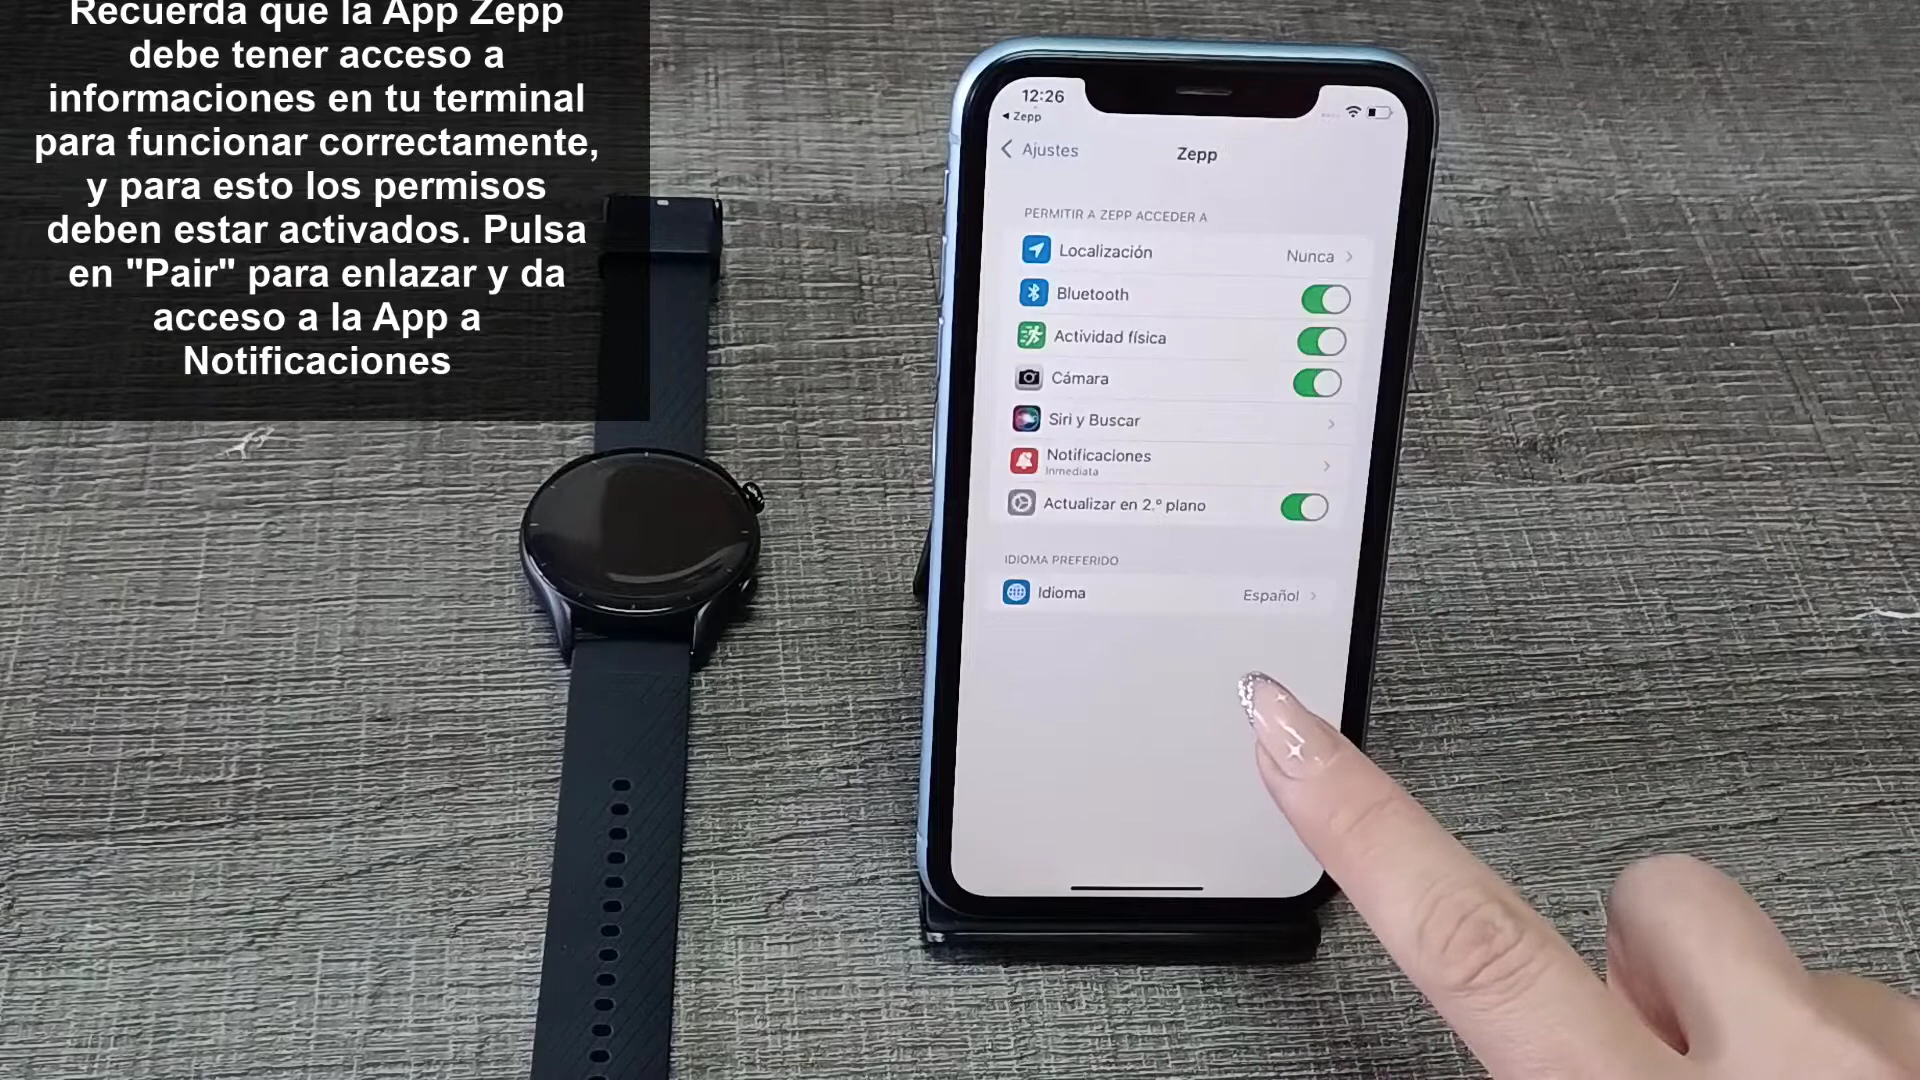 Recuerda que la App Zepp
debe tener acceso a
informaciones en tu terminal
para funcionar correctamente,
y para esto los permisos
deben estar activados. Pulsa
en "Pair" para enlazar y da
acceso a la App a
Notificaciones
12:26
◄ Zepp
Ajustes
Zepp
PERMITIR A ZEPP ACCEDER A
Localización Nunca
Bluetooth
Actividad física
Cámara
Siri y Buscar
Notificaciones
Inmediata
Actualizar en 2.º plano
IDIOMA PREFERIDO
Idioma Español